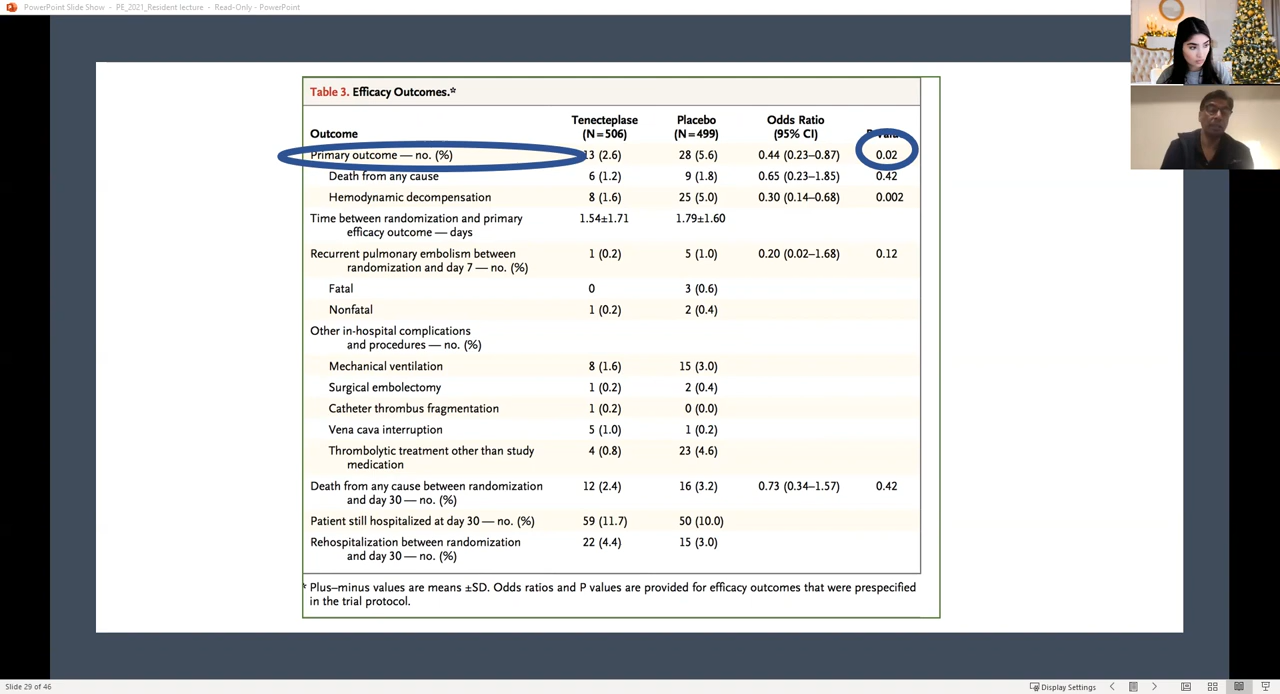 PowerPoint Slide Show - PE_2021_Resident lecture - Read-Only - PowerPoint
Table 3. Efficacy Outcomes.*
Outcome Tenecteplase (N=506) Placebo (N=499) Odds Ratio (95% CI)
Primary outcome — no. (%) 13 (2.6) 28 (5.6) 0.44 (0.23–0.87) 0.02
Death from any cause 6 (1.2) 9 (1.8) 0.65 (0.23–1.85) 0.42
Hemodynamic decompensation 8 (1.6) 25 (5.0) 0.30 (0.14–0.68) 0.002
Time between randomization and primary 1.54±1.71 1.79±1.60
efficacy outcome — days
Recurrent pulmonary embolism between 1 (0.2) 5 (1.0) 0.20 (0.02–1.68) 0.12
randomization and day 7 — no. (%)
Fatal 0 3 (0.6)
Nonfatal 1 (0.2) 2 (0.4)
Other in-hospital complications
and procedures — no. (%)
Mechanical ventilation 8 (1.6) 15 (3.0)
Surgical embolectomy 1 (0.2) 2 (0.4)
Catheter thrombus fragmentation 1 (0.2) 0 (0.0)
Vena cava interruption 5 (1.0) 1 (0.2)
Thrombolytic treatment other than study 4 (0.8) 23 (4.6)
medication
Death from any cause between randomization 12 (2.4) 16 (3.2) 0.73 (0.34–1.57) 0.42
and day 30 — no. (%)
Patient still hospitalized at day 30 — no. (%) 59 (11.7) 50 (10.0)
Rehospitalization between randomization 22 (4.4) 15 (3.0)
and day 30 — no. (%)
* Plus–minus values are means ±SD. Odds ratios and P values are provided for efficacy outcomes that were prespecified
in the trial protocol.
Slide 29 of 46
Display Settings